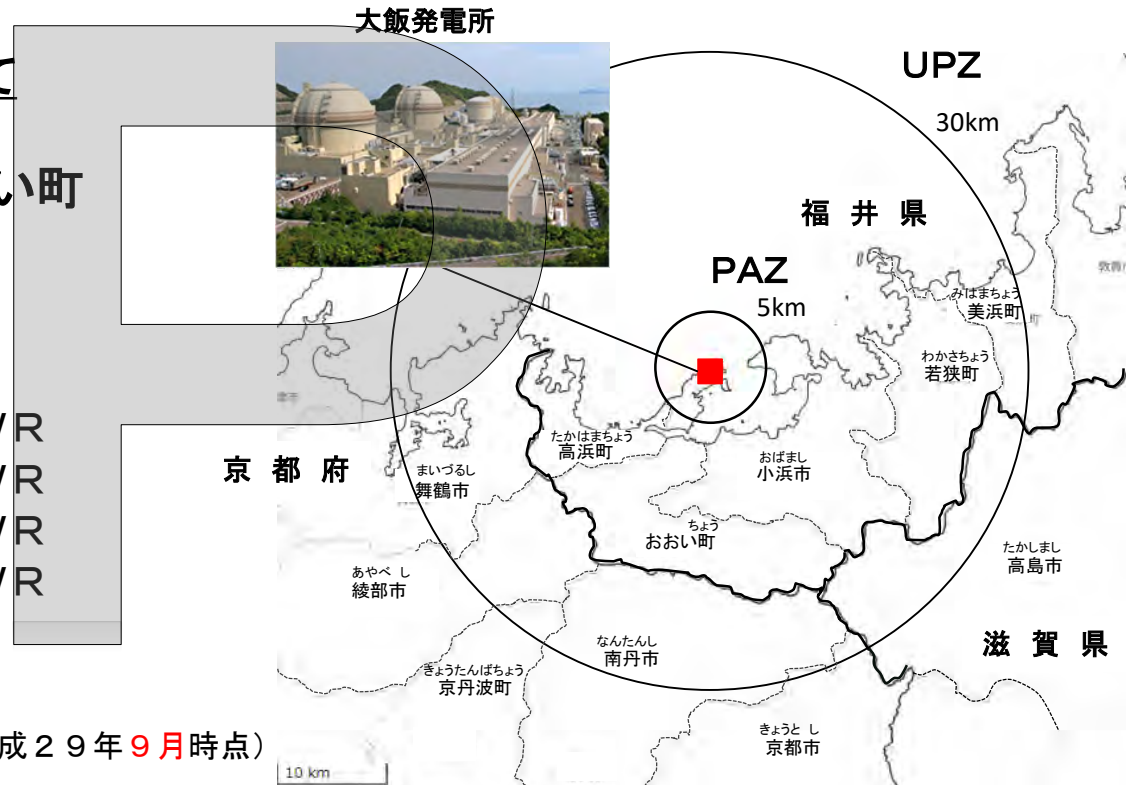 大飯発電所
て
い町
UPZ
30km
福井県
PAZ
5km
みはまちょう
美浜町
町
わかさちょう
若狭町
R
R
R
R
京都府
まいづるし
舞鶴市
たかはまちょう
高浜町
おばまし
小浜市
ちょう
おおい町
たかしまし
高島市
あやべし
綾部市
なんたんし
南丹市
滋賀県
きょうたんばちょう
京丹波町
きょうとし
京都市
成29年9月時点）
10 km